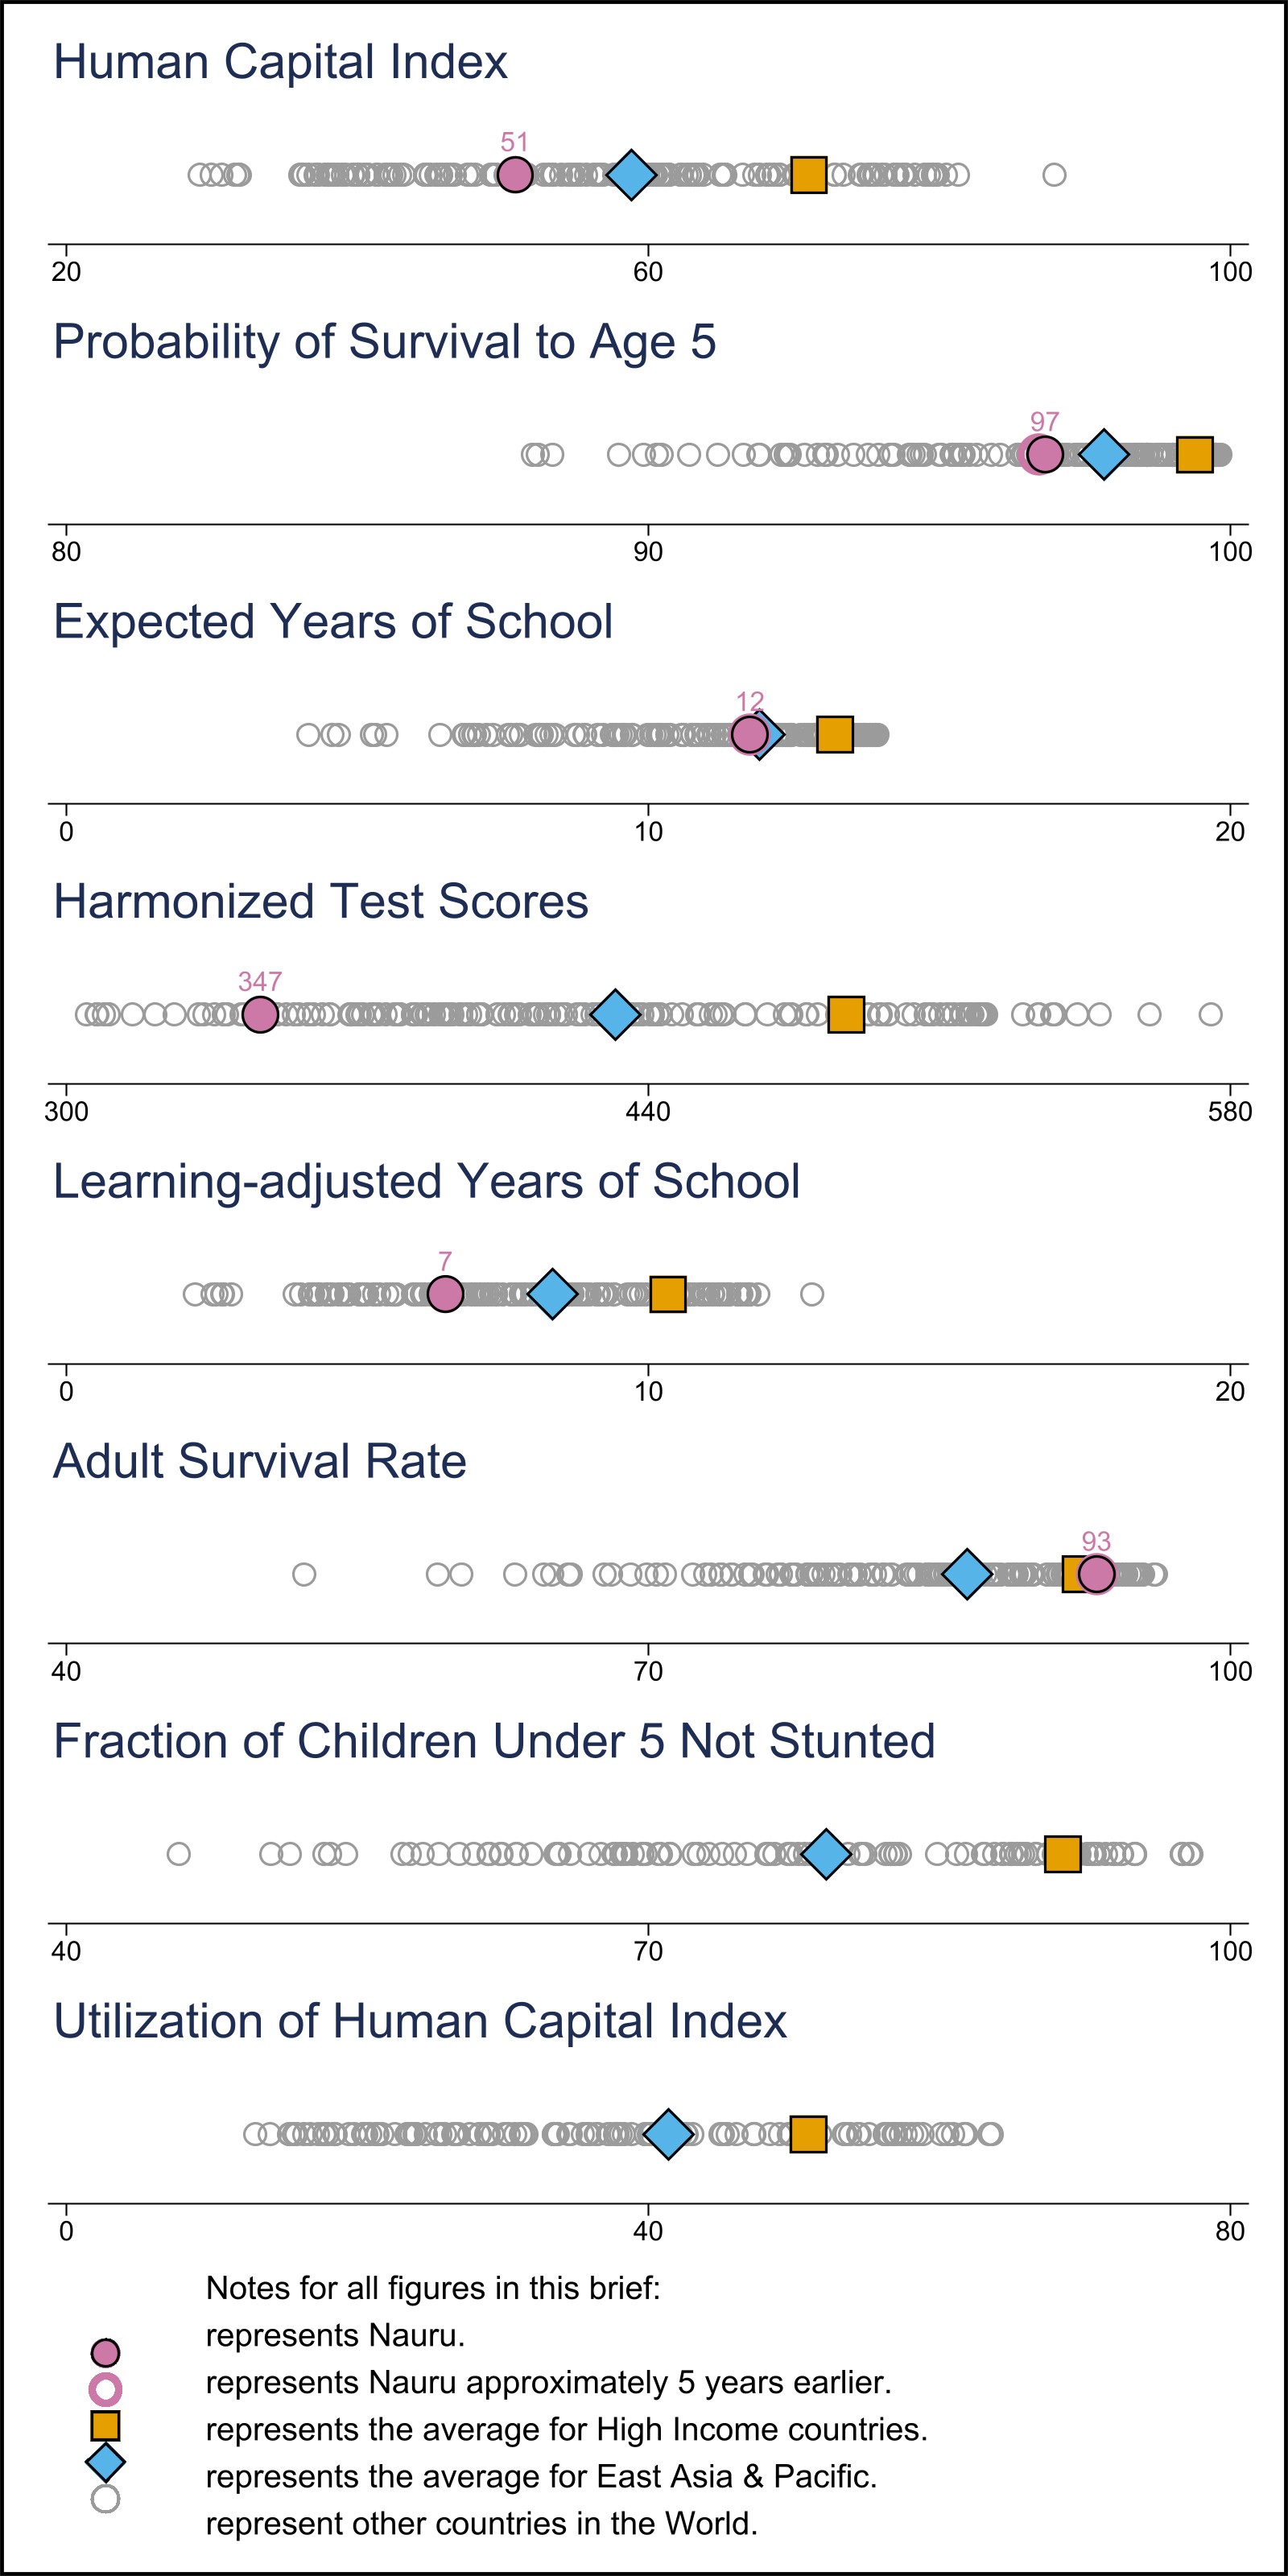 Human Capital Index
51
20 60 100
Probability of Survival to Age 5
97
80 90 100
Expected Years of School
12
0 10 20
Harmonized Test Scores
347
300 440 580
Learning-adjusted Years of School
7
0 10 20
Adult Survival Rate
93
40 70 100
Fraction of Children Under 5 Not Stunted
40 70 100
Utilization of Human Capital Index
0 40 80
Notes for all figures in this brief:
represents Nauru.
represents Nauru approximately 5 years earlier.
represents the average for High Income countries.
represents the average for East Asia & Pacific.
represent other countries in the World.